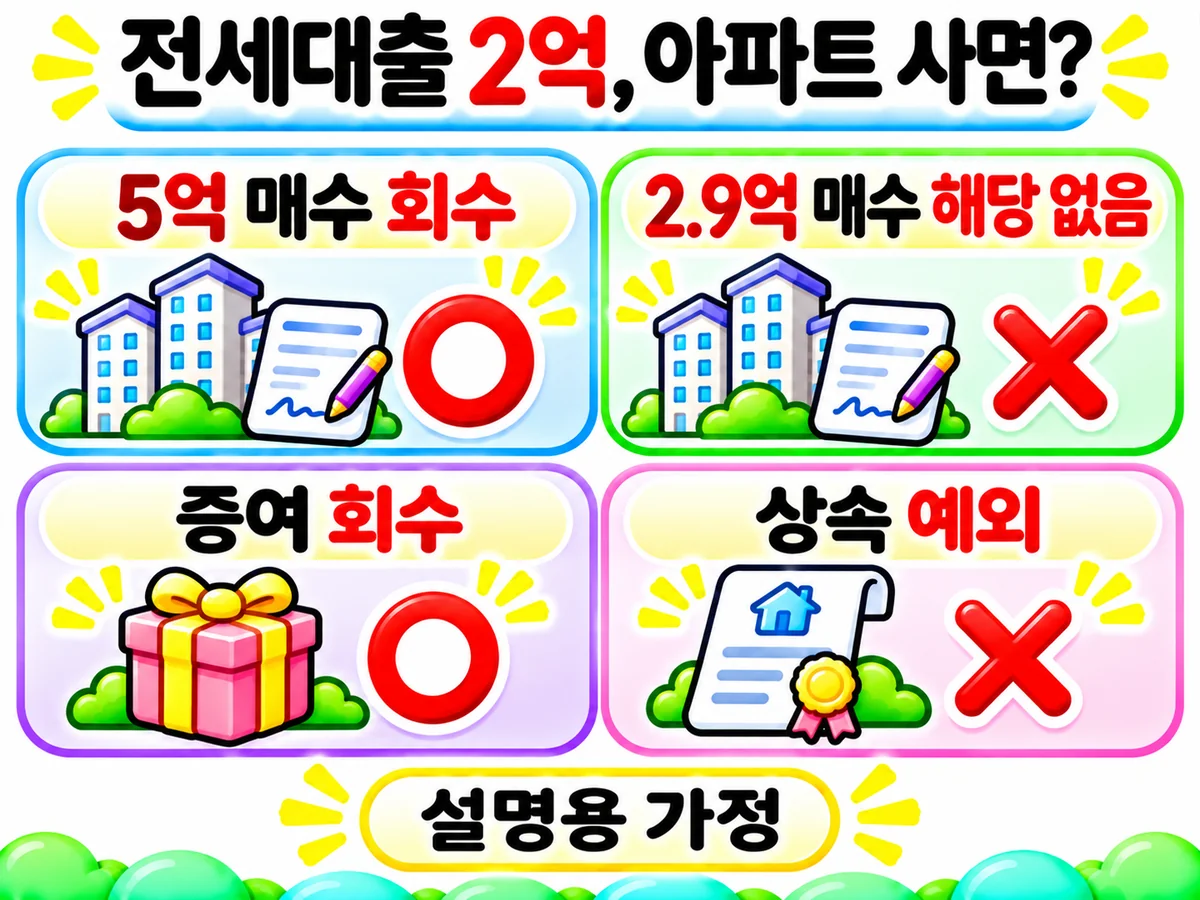 전세대출 2억, 아파트 사면?
5억 매수 회수
2.9억 매수 해당 없음
증여 회수
상속 예외
설명용 가정